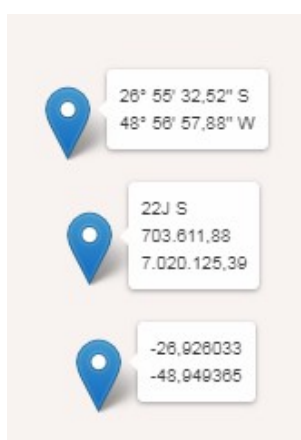 26° 55' 32,52" S
48° 56' 57,88" W
22J S
703.611,88
7.020.125,39
-26,926033
-48,949365